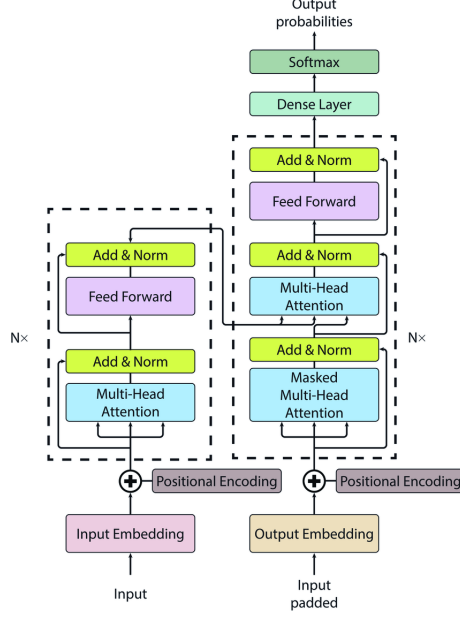 Output
probabilities
Softmax
Dense Layer
Add & Norm
Feed Forward
Add & Norm
Multi-Head
Attention
Add & Norm
Masked
Multi-Head
Attention
N×
Positional Encoding
Output Embedding
Input
padded
Add & Norm
Feed Forward
N×
Add & Norm
Multi-Head
Attention
Positional Encoding
Input Embedding
Input